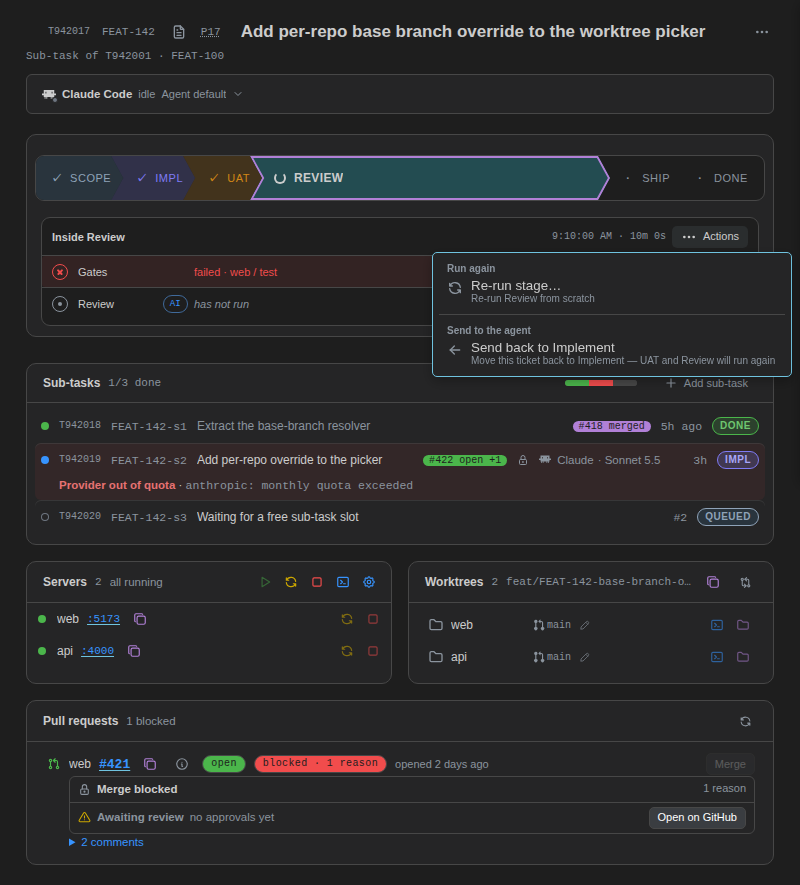 T942017 FEAT-142 P17 Add per-repo base branch override to the worktree picker
Sub-task of T942001 · FEAT-100
Claude Code idle Agent default
SCOPE IMPL UAT REVIEW SHIP DONE
Inside Review 9:10:00 AM · 10m 0s Actions
Gates failed · web / test
Review AI has not run
Run again
Re-run stage…
Re-run Review from scratch
Send to the agent
Send back to Implement
Move this ticket back to Implement — UAT and Review will run again
Sub-tasks 1/3 done Add sub-task
T942018 FEAT-142-s1 Extract the base-branch resolver #418 merged 5h ago DONE
T942019 FEAT-142-s2 Add per-repo override to the picker #422 open +1 Claude · Sonnet 5.5 3h IMPL
Provider out of quota · anthropic: monthly quota exceeded
T942020 FEAT-142-s3 Waiting for a free sub-task slot #2 QUEUED
Servers 2 all running
web :5173
api :4000
Worktrees 2 feat/FEAT-142-base-branch-o…
web main
api main
Pull requests 1 blocked
web #421 open blocked · 1 reason opened 2 days ago Merge
Merge blocked 1 reason
Awaiting review no approvals yet Open on GitHub
2 comments